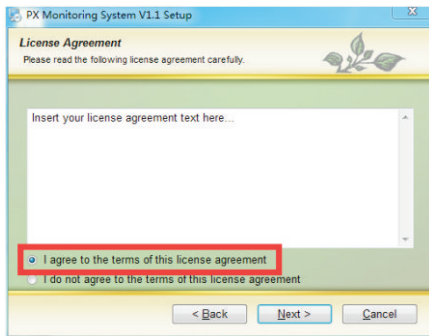 PX Monitoring System V1.1 Setup
License Agreement
Please read the following license agreement carefully.
Insert your license agreement text here...
I agree to the terms of this license agreement
I do not agree to the terms of this license agreement
< Back Next > Cancel